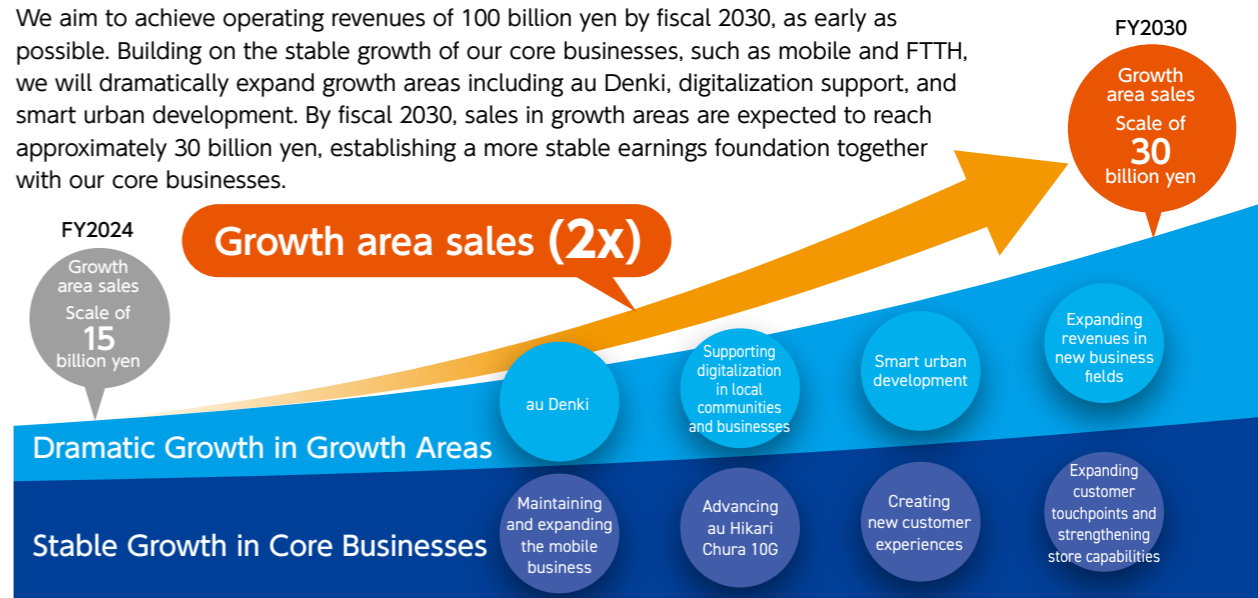 We aim to achieve operating revenues of 100 billion yen by fiscal 2030, as early as
possible. Building on the stable growth of our core businesses, such as mobile and FTTH,
we will dramatically expand growth areas including au Denki, digitalization support, and
smart urban development. By fiscal 2030, sales in growth areas are expected to reach
approximately 30 billion yen, establishing a more stable earnings foundation together
with our core businesses.
FY2030
Growth
area sales
Scale of
30
billion yen
FY2024
Growth
area sales
Scale of
15
billion yen
Growth area sales (2x)
Dramatic Growth in Growth Areas
au Denki
Supporting
digitalization
in local
communities
and businesses
Smart urban
development
Expanding
revenues in
new business
fields
Stable Growth in Core Businesses
Maintaining
and expanding
the mobile
business
Advancing
au Hikari
Chura 10G
Creating
new customer
experiences
Expanding
customer
touchpoints and
strengthening
store capabilities